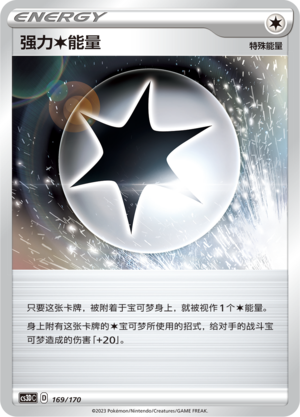 ENERGY
强力✶能量
特殊能量
只要这张卡牌，被附着于宝可梦身上，就被视作1个✶能量。
身上附有这张卡牌的✶宝可梦所使用的招式，给对手的战斗宝
可梦造成的伤害「+20」。
CS3D C D 169/170
©2023 Pokémon/Nintendo/Creatures/GAME FREAK.